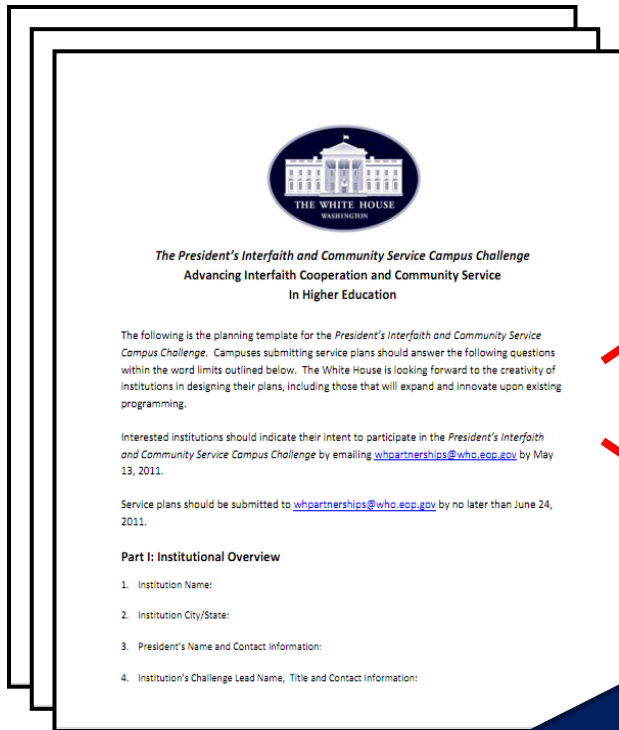 THE WHITE HOUSE
WASHINGTON
The President's Interfaith and Community Service Campus Challenge
Advancing Interfaith Cooperation and Community Service
In Higher Education
The following is the planning template for the President's Interfaith and Community Service
Campus Challenge. Campuses submitting service plans should answer the following questions
within the word limits outlined below. The White House is looking forward to the creativity of
institutions in designing their plans, including those that will expand and innovate upon existing
programming.
Interested institutions should indicate their intent to participate in the President's Interfaith
and Community Service Campus Challenge by emailing whpartnerships@who.eop.gov by May
13, 2011.
Service plans should be submitted to whpartnerships@who.eop.gov by no later than June 24,
2011.
Part I: Institutional Overview
1. Institution Name:
2. Institution City/State:
3. President's Name and Contact Information:
4. Institution's Challenge Lead Name, Title and Contact Information: